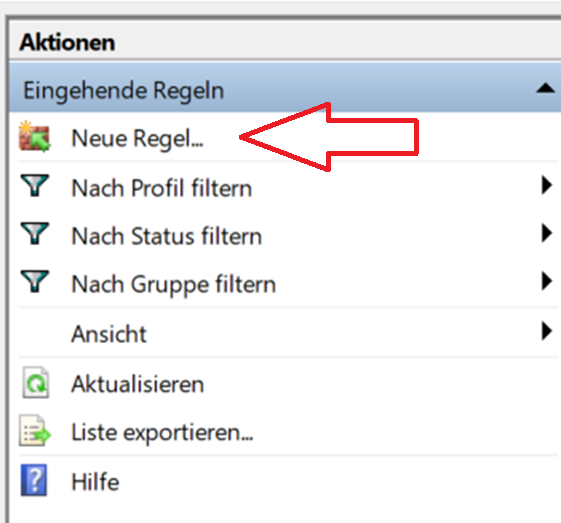 Aktionen
Eingehende Regeln
Neue Regel...
Nach Profil filtern
Nach Status filtern
Nach Gruppe filtern
Ansicht
Aktualisieren
Liste exportieren...
Hilfe